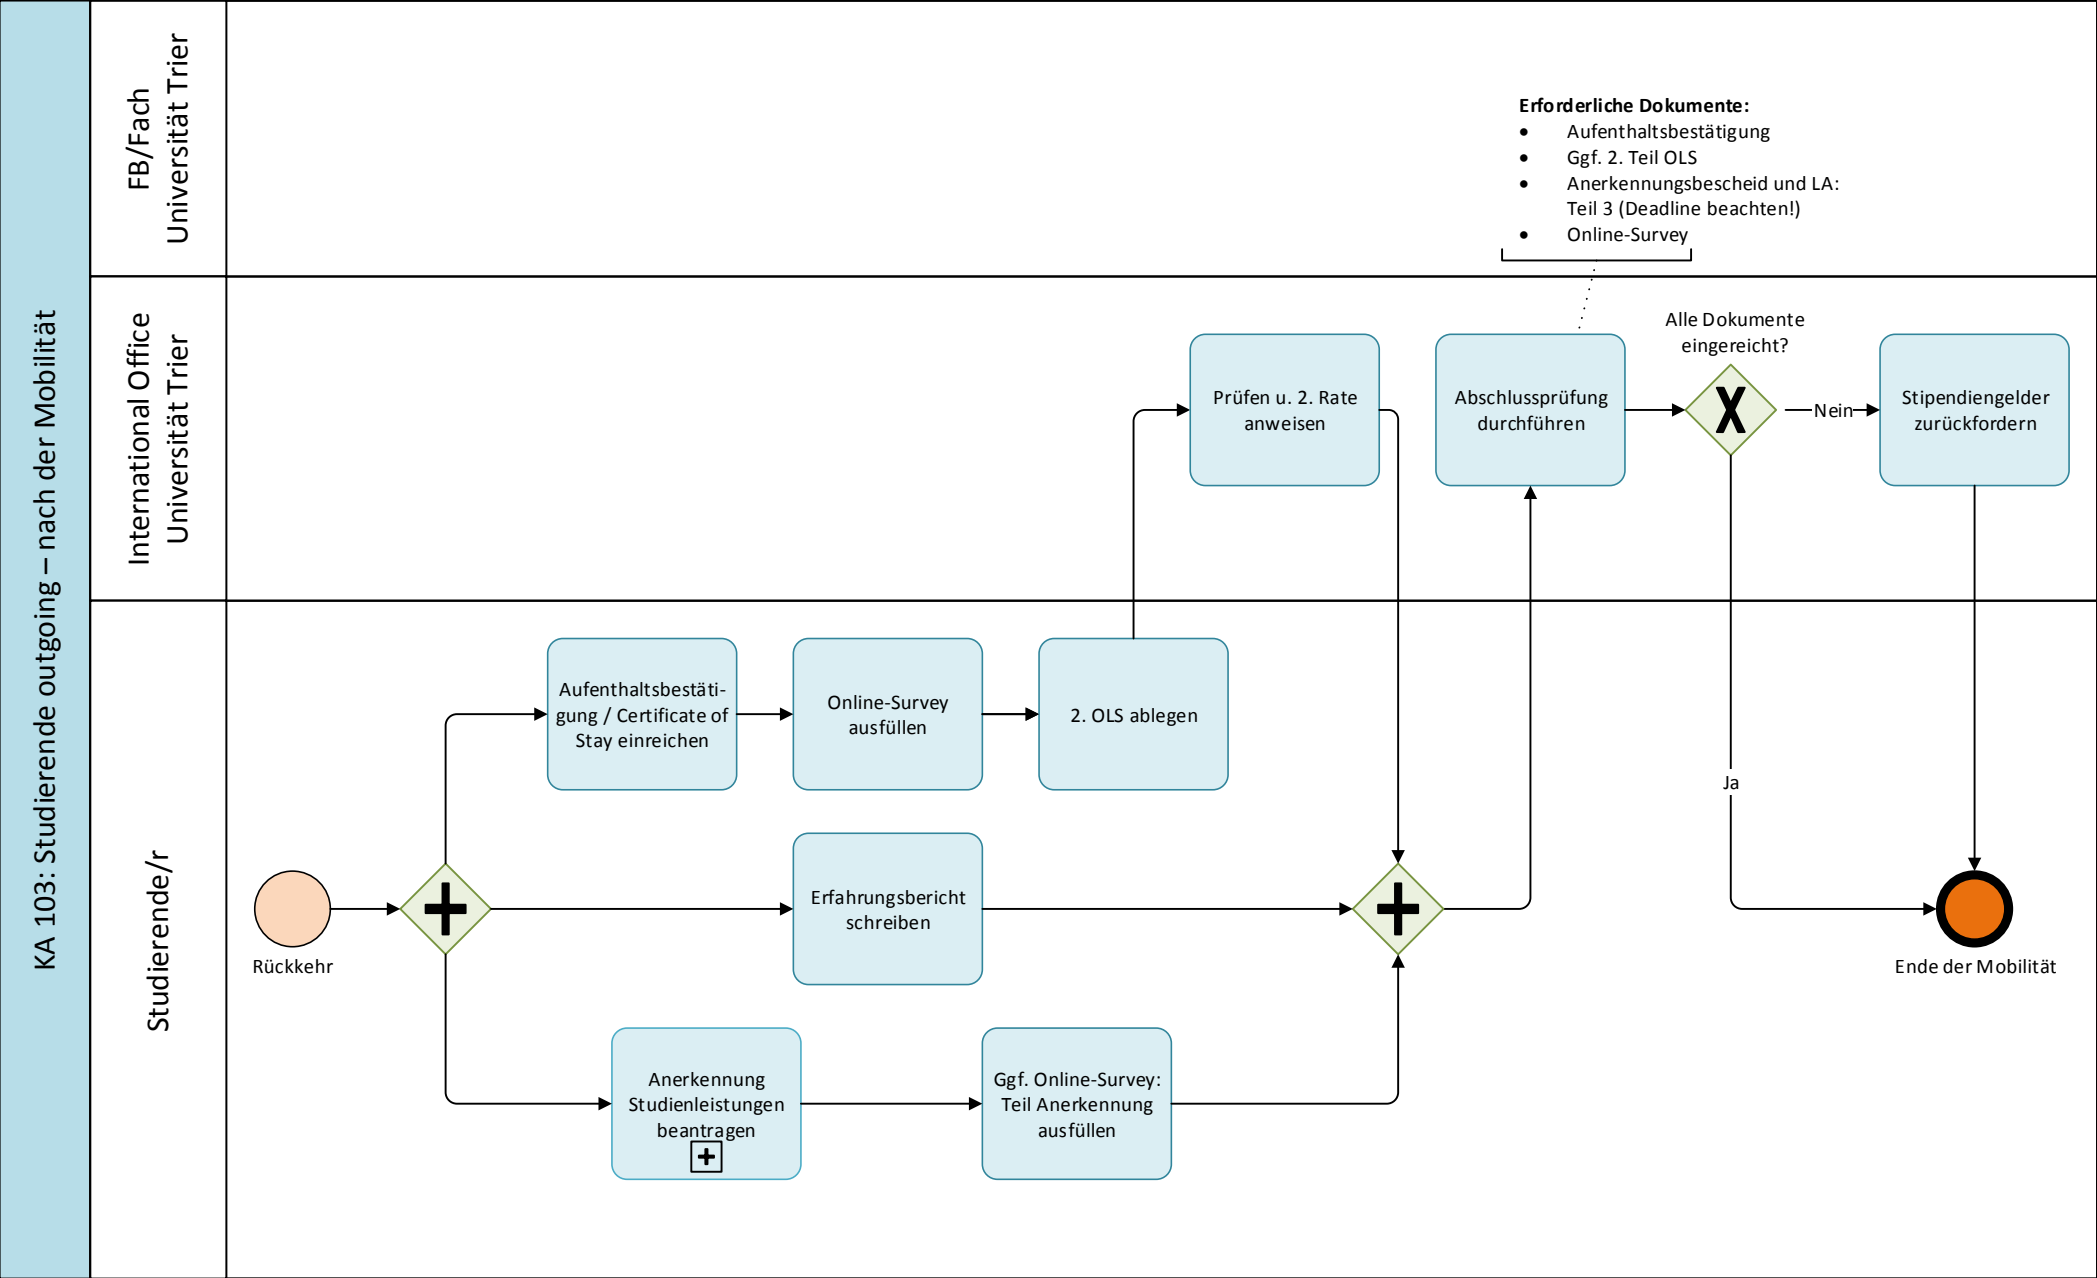 KA 103: Studierende outgoing – nach der Mobilität
FB/Fach
Universität Trier
Erforderliche Dokumente:
• Aufenthaltsbestätigung
• Ggf. 2. Teil OLS
• Anerkennungsbescheid und LA:
Teil 3 (Deadline beachten!)
• Online-Survey
International Office
Universität Trier
Prüfen u. 2. Rate
anweisen
Abschlussprüfung
durchführen
Alle Dokumente
eingereicht?
X
Nein
Stipendiengelder
zurückfordern
Studierende/r
Rückkehr
Aufenthaltsbestäti-
gung / Certificate of
Stay einreichen
Online-Survey
ausfüllen
2. OLS ablegen
Erfahrungsbericht
schreiben
Anerkennung
Studienleistungen
beantragen
Ggf. Online-Survey:
Teil Anerkennung
ausfüllen
Ja
Ende der Mobilität